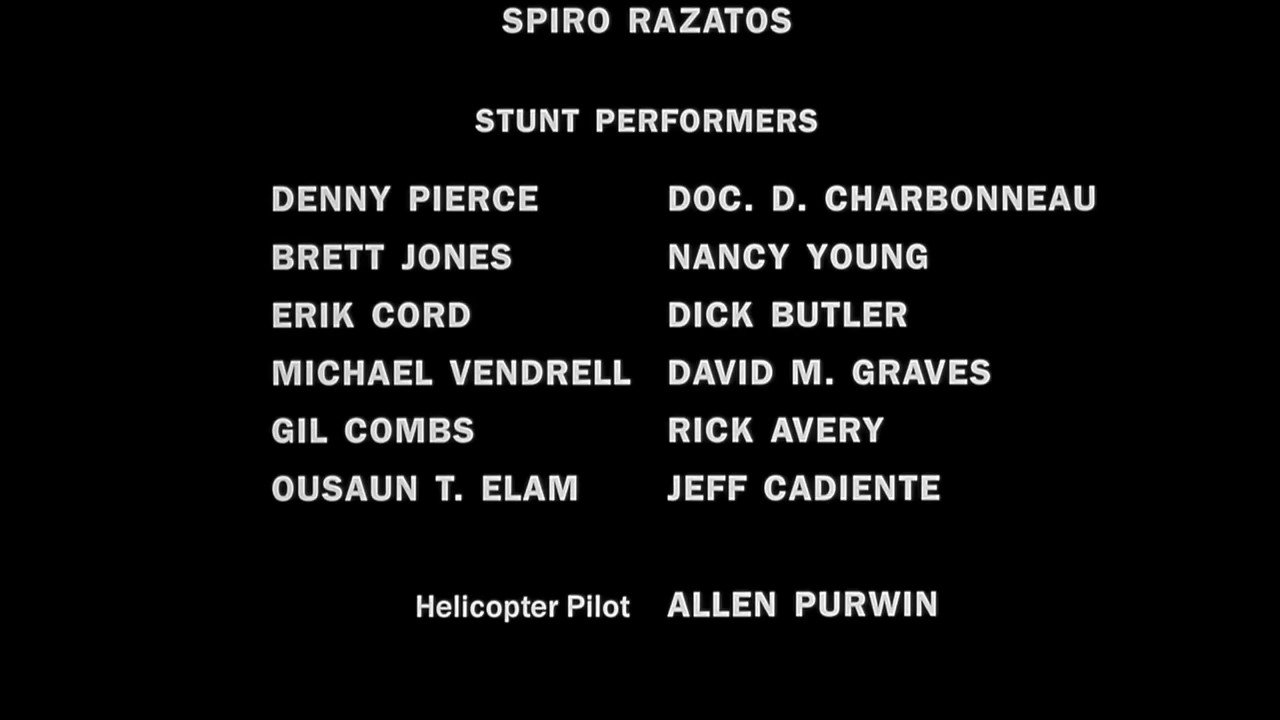 SPIRO RAZATOS
STUNT PERFORMERS
DENNY PIERCE DOC. D. CHARBONNEAU
BRETT JONES NANCY YOUNG
ERIK CORD DICK BUTLER
MICHAEL VENDRELL DAVID M. GRAVES
GIL COMBS RICK AVERY
OUSAUN T. ELAM JEFF CADIENTE
Helicopter Pilot ALLEN PURWIN